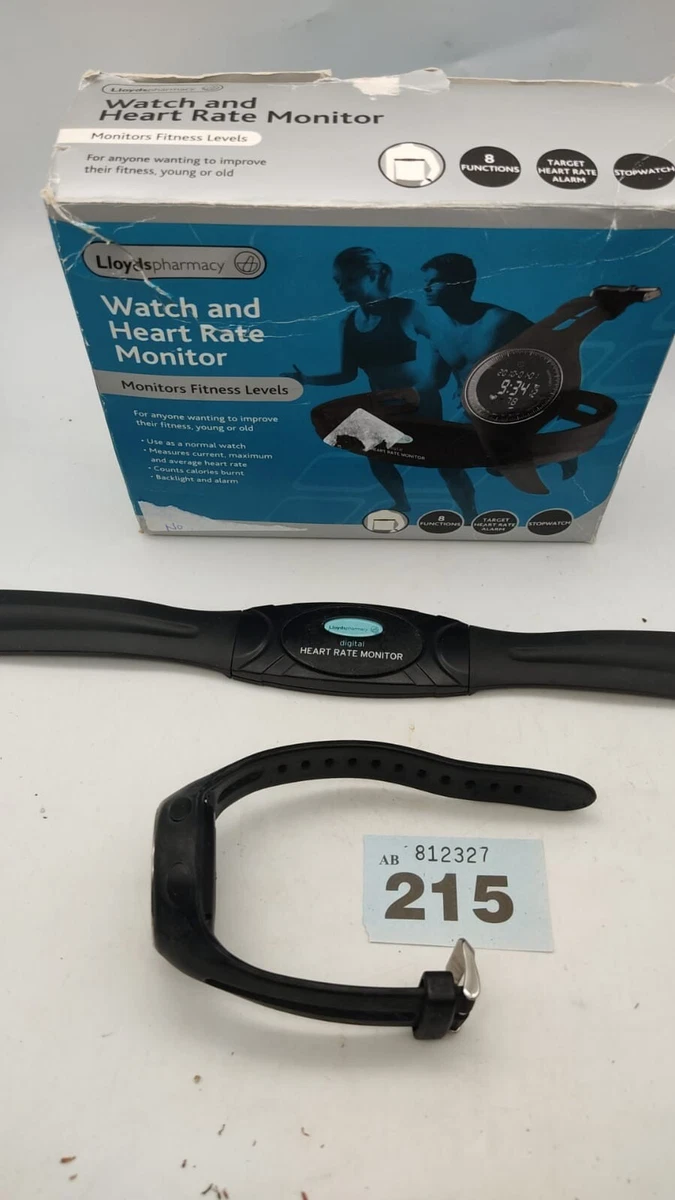 Lloydspharmacy
Watch and
Heart Rate Monitor
Monitors Fitness Levels
For anyone wanting to improve
their fitness, young or old
8
FUNCTIONS
TARGET
HEART RATE
ALARM
STOPWATCH
Lloydspharmacy
Watch and
Heart Rate
Monitor
Monitors Fitness Levels
For anyone wanting to improve
their fitness, young or old
• Use as a normal watch
• Measures current, maximum
and average heart rate
• Counts calories burnt
• Backlight and alarm
9:34
HEART RATE MONITOR
No
8
FUNCTIONS
TARGET
HEART RATE
ALARM
STOPWATCH
Lloydspharmacy
digital
HEART RATE MONITOR
AB 812327
215